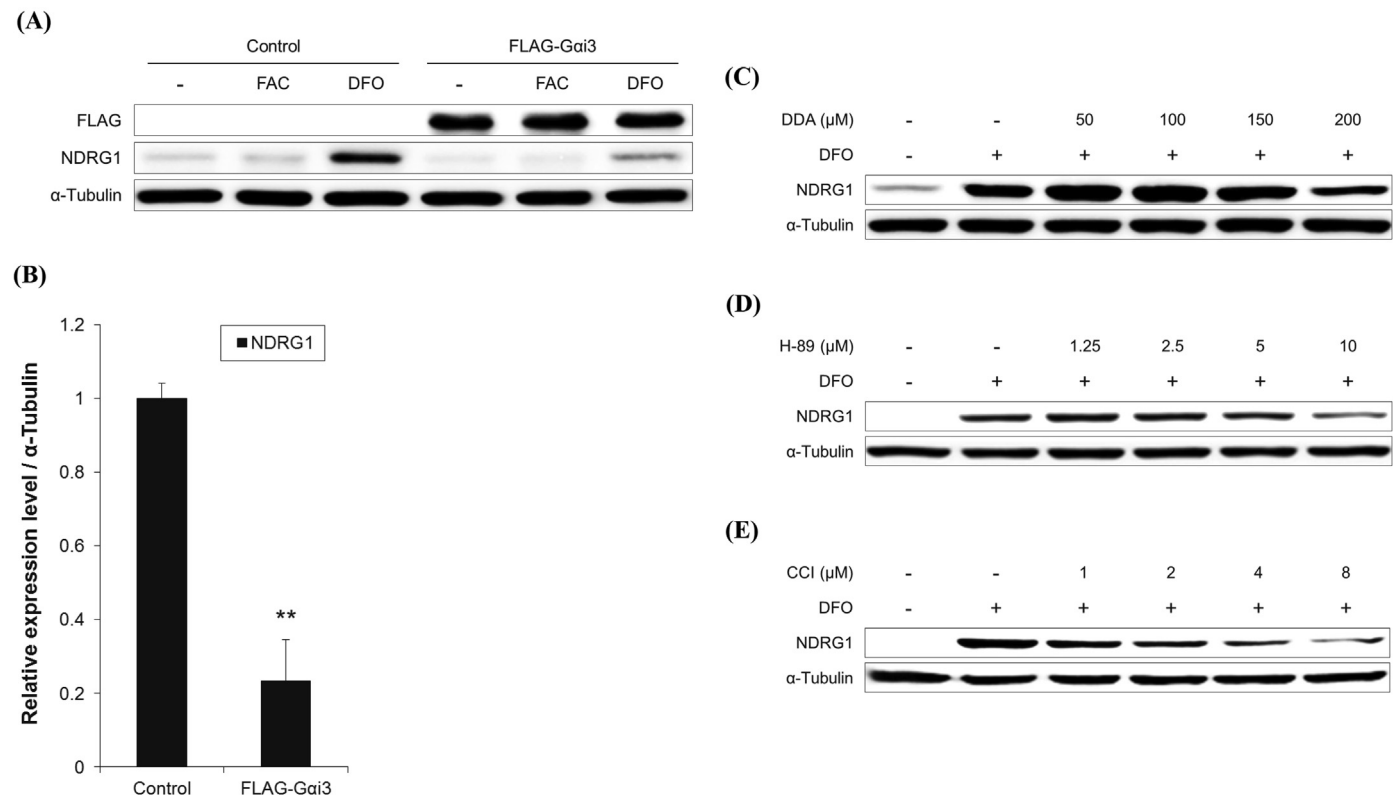 (A)
Control FLAG-Gαi3
- FAC DFO - FAC DFO
FLAG
NDRG1
α-Tubulin
(B)
1.2
1
0.8
0.6
0.4
0.2
0
Relative expression level / α-Tubulin
NDRG1
**
Control FLAG-Gαi3
(C)
DDA (μM) - - 50 100 150 200
DFO - + + + + +
NDRG1
α-Tubulin
(D)
H-89 (μM) - - 1.25 2.5 5 10
DFO - + + + + +
NDRG1
α-Tubulin
(E)
CCI (μM) - - 1 2 4 8
DFO - + + + + +
NDRG1
α-Tubulin